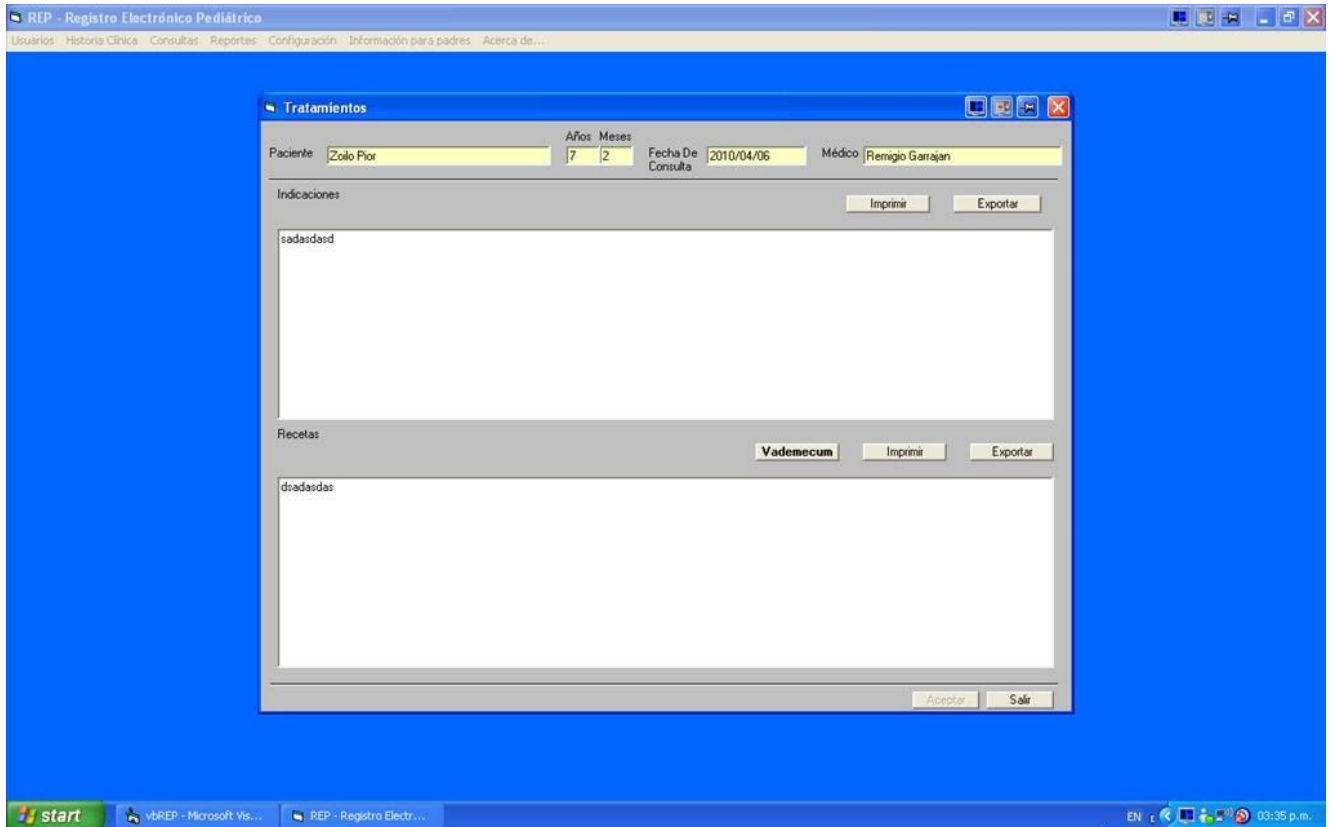 REP - Registro Electrónico Pediátrico
Usuarios Historia Clínica Consultas Reportes Configuración Información para padres Acerca de...
Tratamientos
Años Meses
Paciente Zoilo Pior 7 2 Fecha De Consulta 2010/04/06 Médico Remigio Garrajan
Indicaciones
Imprimir Exportar
sadasdasd
Recetas
Vademecum Imprimir Exportar
dsadasdas
Aceptar Salir
start vbREP - Microsoft Vis... REP - Registro Electr... EN 03:35 p.m.